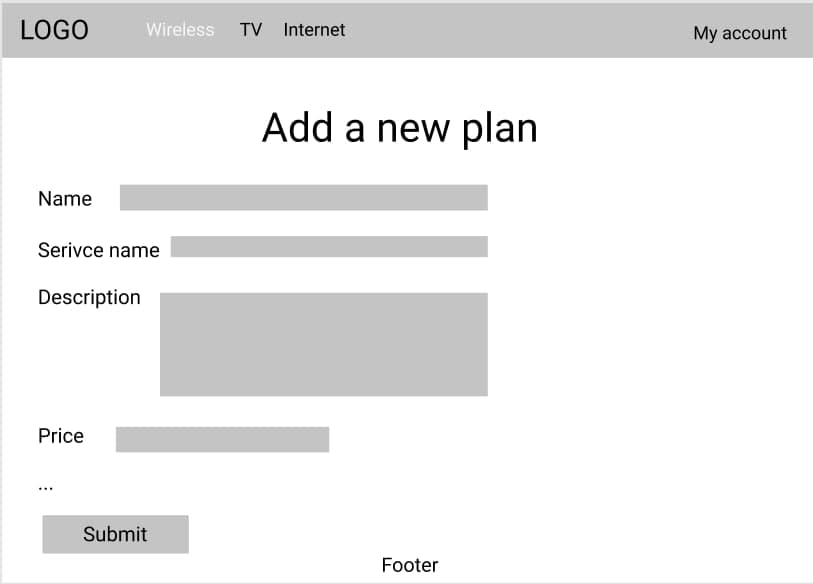 LOGO Wireless TV Internet My account
Add a new plan
Name
Serivce name
Description
Price
...
Submit
Footer